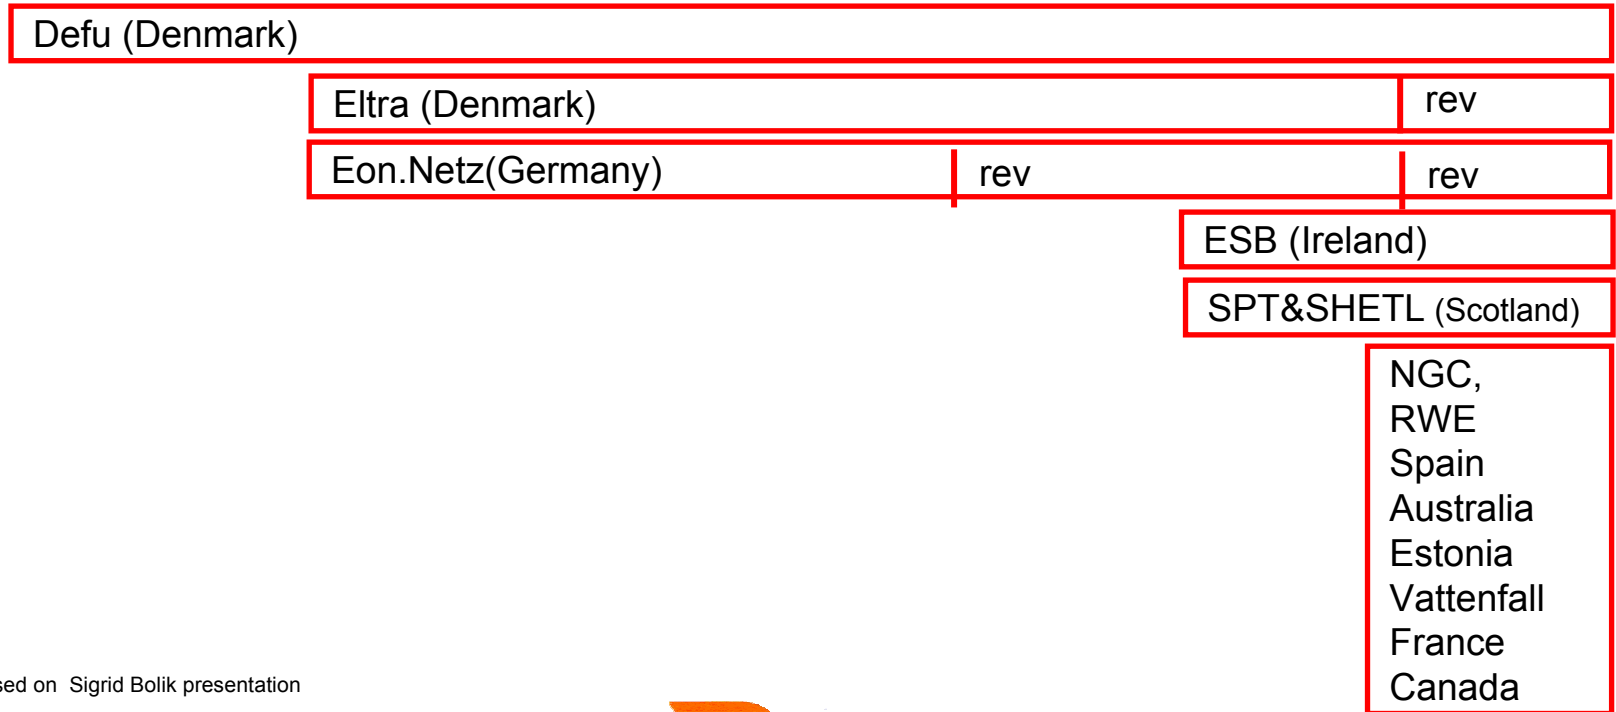 Defu (Denmark)
Eltra (Denmark) rev
Eon.Netz(Germany) rev rev
ESB (Ireland)
SPT&SHETL (Scotland)
NGC,
RWE
Spain
Australia
Estonia
Vattenfall
France
Canada
on Sigrid Bolik presentation